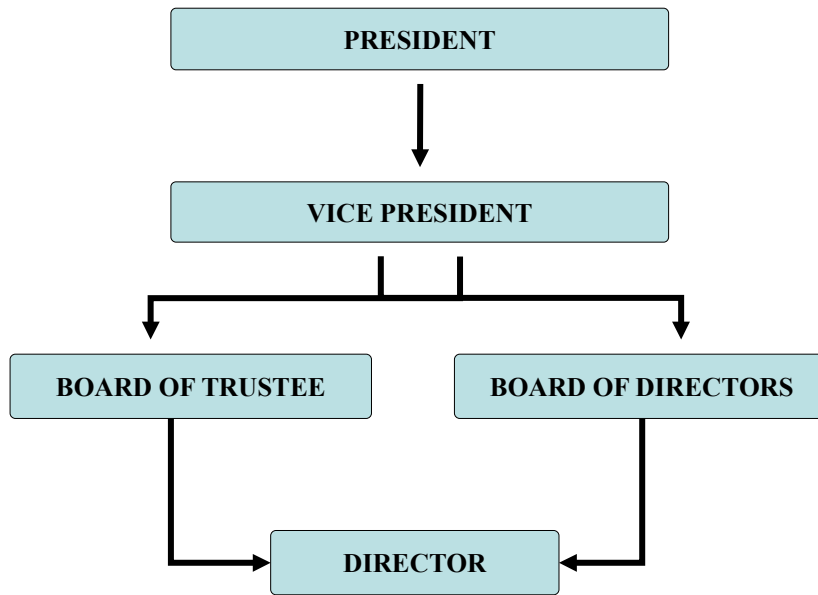 PRESIDENT
VICE PRESIDENT
BOARD OF TRUSTEE
BOARD OF DIRECTORS
DIRECTOR